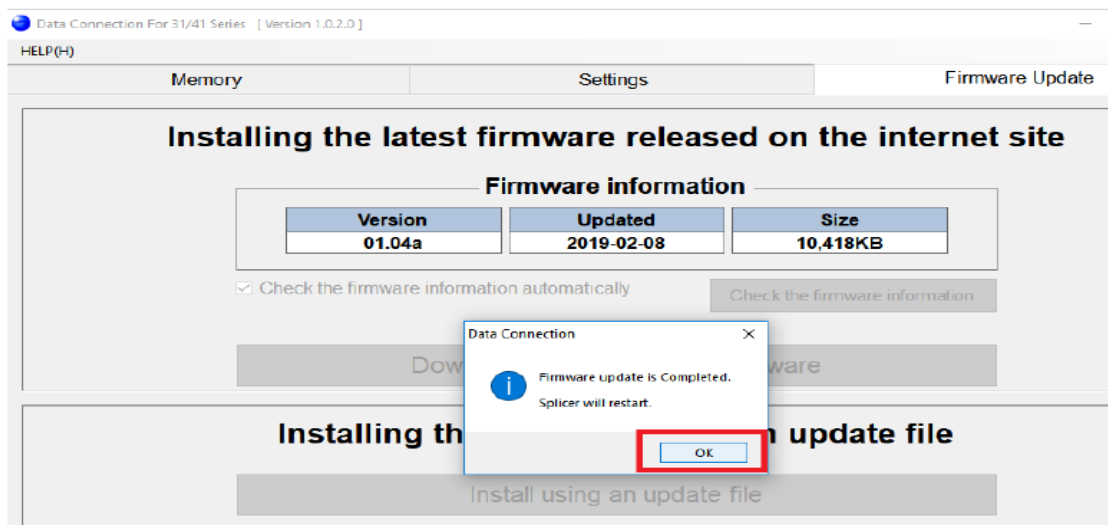 Data Connection For 31/41 Series [ Version 1.0.2.0 ]
HELP(H)
Memory Settings Firmware Update
Installing the latest firmware released on the internet site
Firmware information
Version Updated Size
01.04a 2019-02-08 10,418KB
Check the firmware information automatically Check the firmware information
Data Connection
Dow ware
Firmware update is Completed.
Splicer will restart.
Installing th n update file
OK
Install using an update file